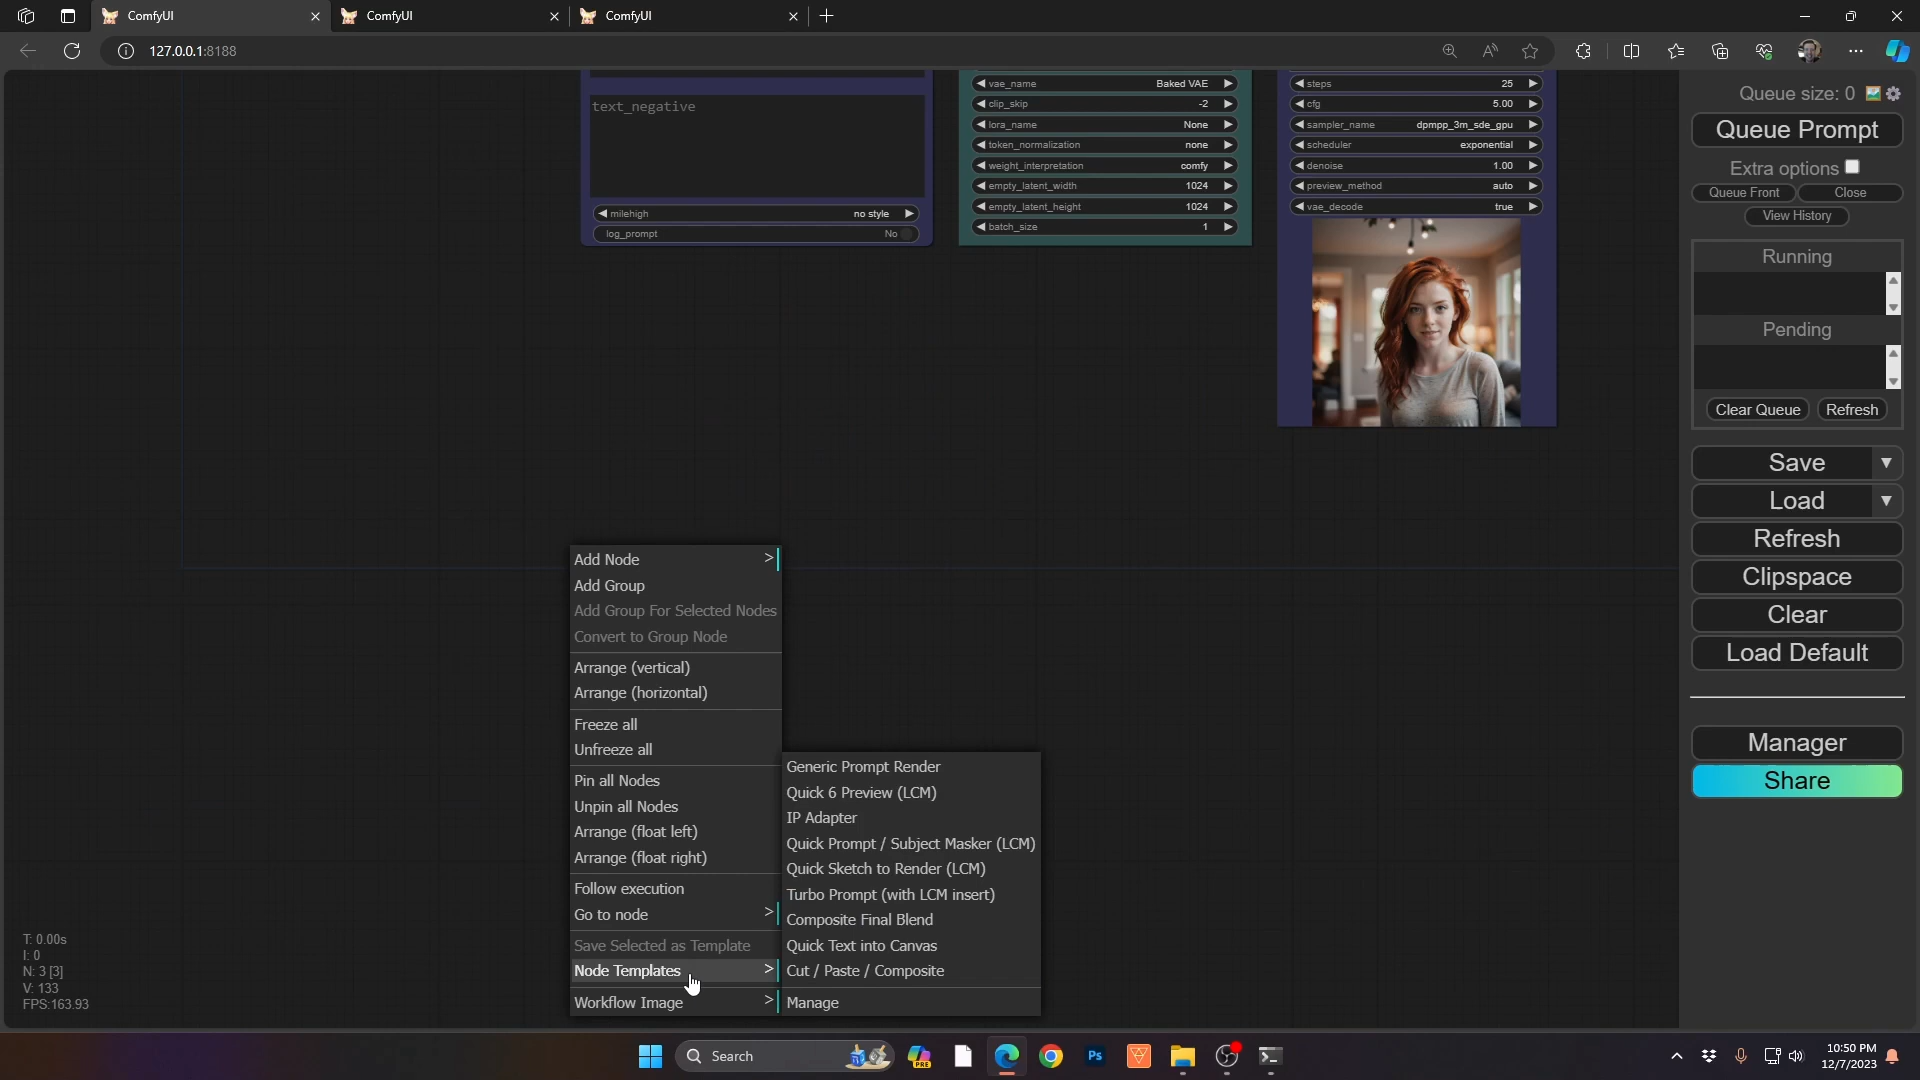 ComfyUI
ComfyUI
ComfyUI
127.0.0.1:8188
text_negative
milehigh no style
log_prompt No
vae_name Baked VAE
clip_skip -2
lora_name None
token_normalization none
weight_interpretation comfy
empty_latent_width 1024
empty_latent_height 1024
batch_size 1
steps 25
cfg 5.00
sampler_name dpmpp_3m_sde_gpu
scheduler exponential
denoise 1.00
preview_method auto
vae_decode true
Queue size: 0
Queue Prompt
Extra options
Queue Front
Close
View History
Running
Pending
Clear Queue
Refresh
Save
Load
Refresh
Clipspace
Clear
Load Default
Manager
Share
Add Node >
Add Group
Add Group For Selected Nodes
Convert to Group Node
Arrange (vertical)
Arrange (horizontal)
Freeze all
Unfreeze all
Pin all Nodes
Unpin all Nodes
Arrange (float left)
Arrange (float right)
Follow execution
Go to node >
Save Selected as Template
Node Templates >
Workflow Image >
Generic Prompt Render
Quick 6 Preview (LCM)
IP Adapter
Quick Prompt / Subject Masker (LCM)
Quick Sketch to Render (LCM)
Turbo Prompt (with LCM insert)
Composite Final Blend
Quick Text into Canvas
Cut / Paste / Composite
Manage
T: 0.00s
I: 0
N: 3 [3]
V: 133
FPS:163.93
Search
PRE
Ps
10:50 PM
12/7/2023